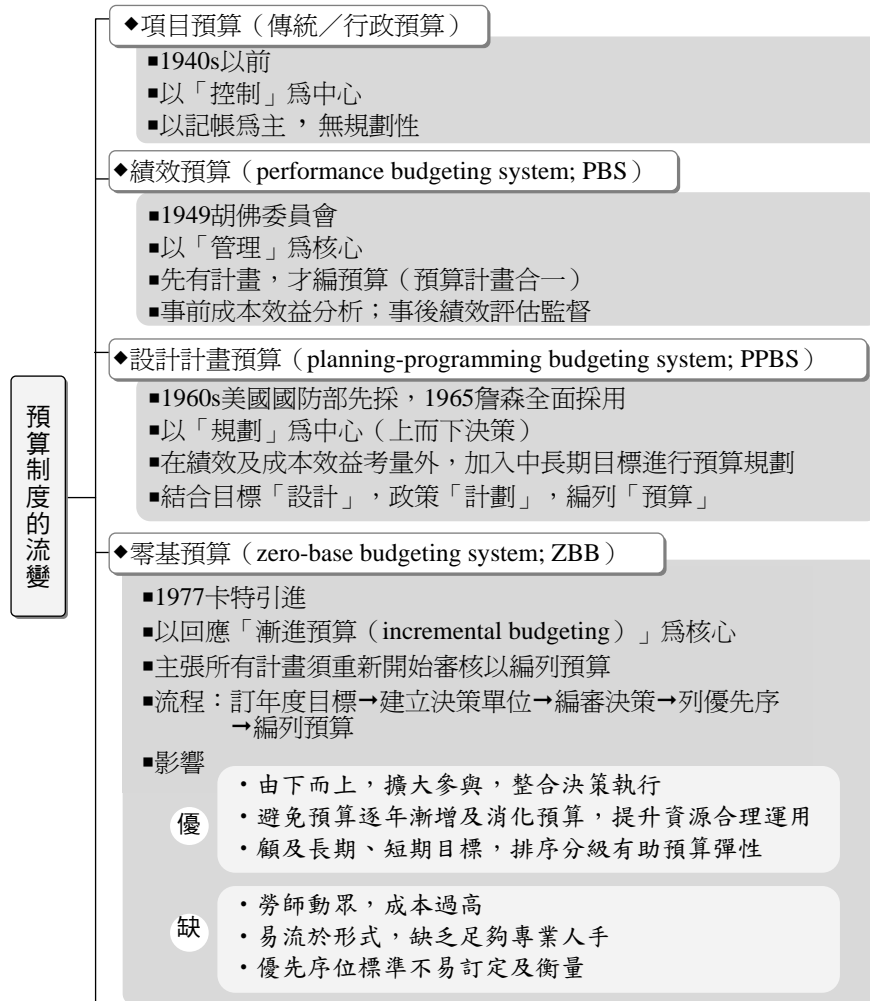 預算制度的流變
◆項目預算（傳統／行政預算）
■1940s以前
■以「控制」爲中心
■以記帳爲主，無規劃性
◆績效預算（performance budgeting system; PBS）
■1949胡佛委員會
■以「管理」爲核心
■先有計畫，才編預算（預算計畫合一）
■事前成本效益分析；事後績效評估監督
◆設計計畫預算（planning-programming budgeting system; PPBS）
■1960s美國國防部先採，1965詹森全面採用
■以「規劃」爲中心（上而下決策）
■在績效及成本效益考量外，加入中長期目標進行預算規劃
■結合目標「設計」，政策「計劃」，編列「預算」
◆零基預算（zero-base budgeting system; ZBB）
■1977卡特引進
■以回應「漸進預算（incremental budgeting）」爲核心
■主張所有計畫須重新開始審核以編列預算
■流程：訂年度目標→建立決策單位→編審決策→列優先序
→編列預算
■影響
優
・由下而上，擴大參與，整合決策執行
・避免預算逐年漸增及消化預算，提升資源合理運用
・顧及長期、短期目標，排序分級有助預算彈性
缺
・勞師動眾，成本過高
・易流於形式，缺乏足夠專業人手
・優先序位標準不易訂定及衡量